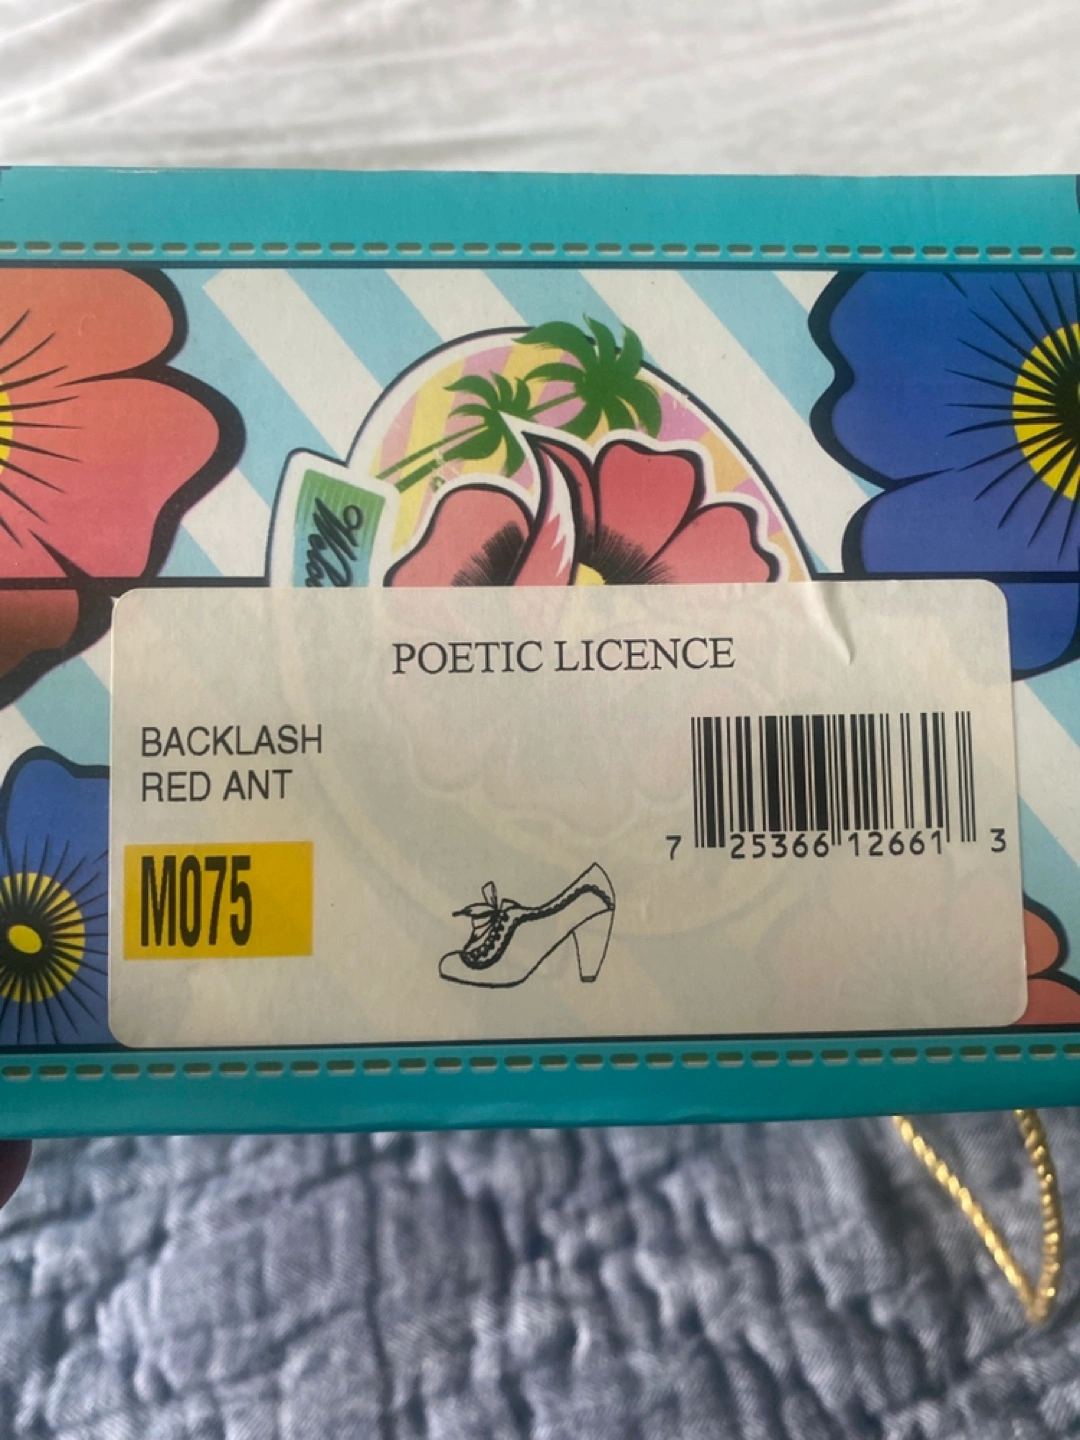 POETIC LICENCE
BACKLASH
RED ANT
M075
7 25366 12661 3